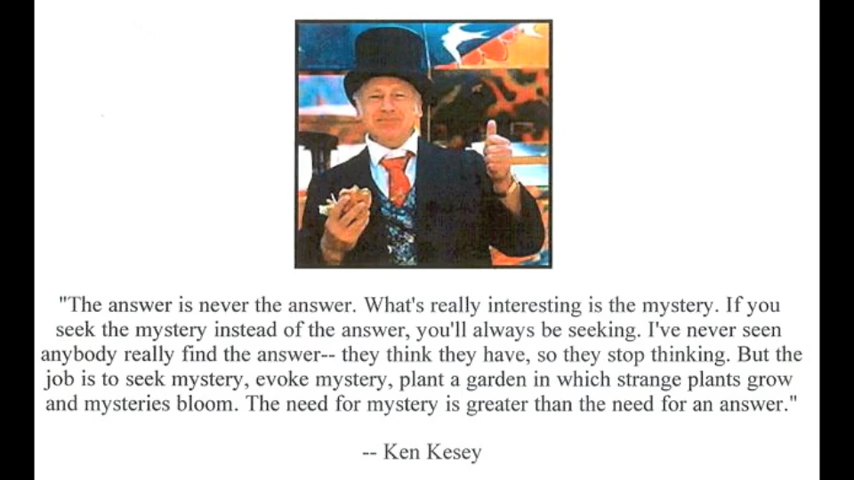 "The answer is never the answer. What's really interesting is the mystery. If you
seek the mystery instead of the answer, you'll always be seeking. I've never seen
anybody really find the answer-- they think they have, so they stop thinking. But the
job is to seek mystery, evoke mystery, plant a garden in which strange plants grow
and mysteries bloom. The need for mystery is greater than the need for an answer."
-- Ken Kesey